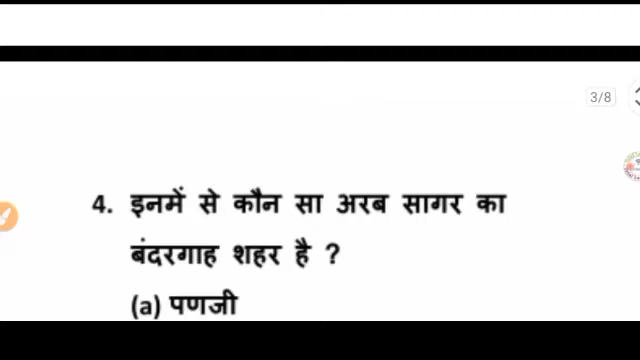 3/8
4. इनमें से कौन सा अरब सागर का
बंदरगाह शहर है ?
(a) पणजी